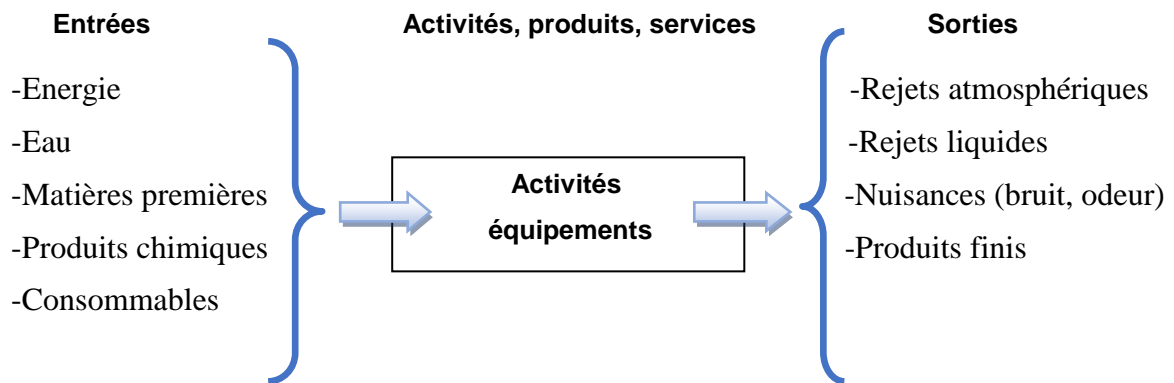 Entrées
Activités, produits, services
Sorties
-Energie
-Eau
-Matières premières
-Produits chimiques
-Consommables
Activités
équipements
-Rejets atmosphériques
-Rejets liquides
-Nuisances (bruit, odeur)
-Produits finis